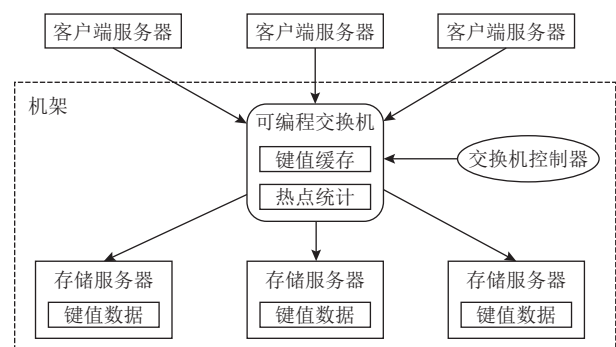 客户端服务器 客户端服务器 客户端服务器
机架
可编程交换机
键值缓存
交换机控制器
热点统计
存储服务器 存储服务器 存储服务器
键值数据 键值数据 键值数据